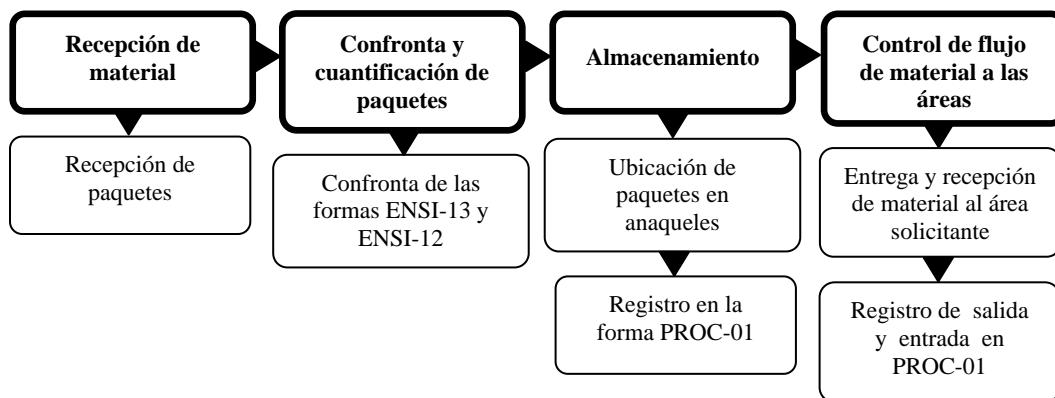 Recepción de
material
Confronta y
cuantificación de
paquetes
Almacenamiento
Control de flujo
de material a las
áreas
Recepción de
paquetes
Confronta de las
formas ENSI-13 y
ENSI-12
Ubicación de
paquetes en
anaqueles
Entrega y recepción
de material al área
solicitante
Registro en la
forma PROC-01
Registro de salida
y entrada en
PROC-01